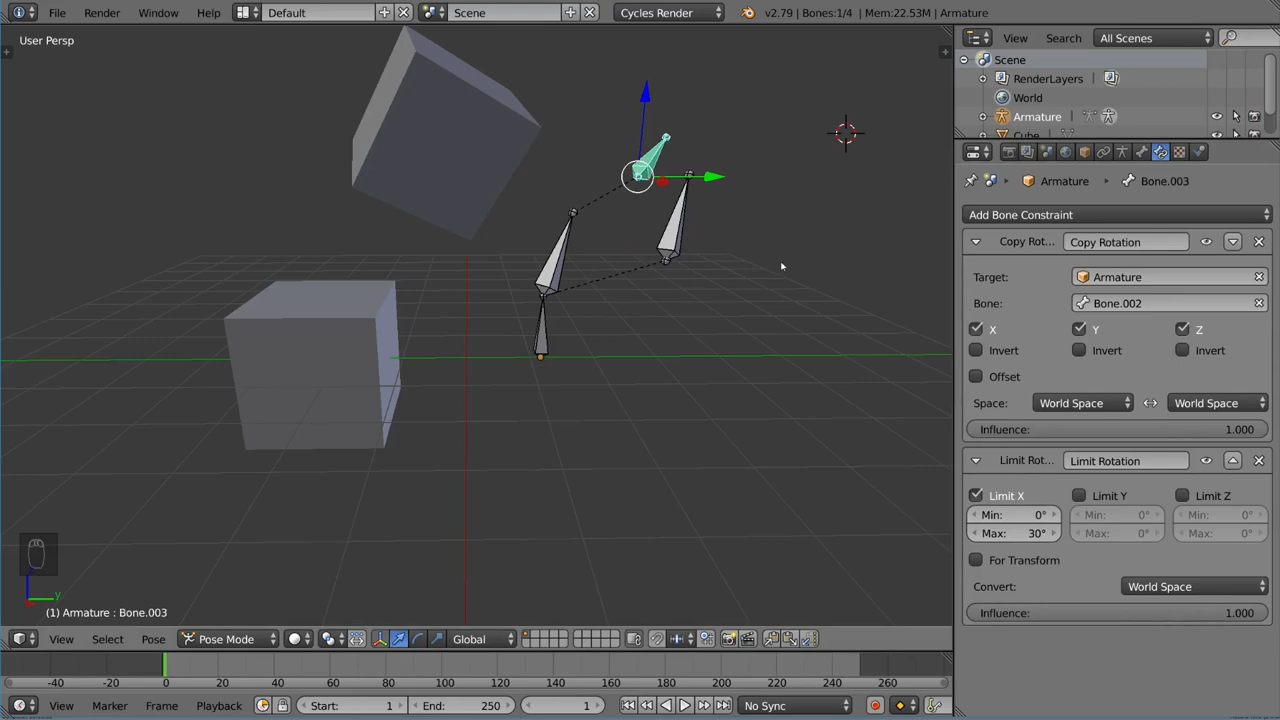 File Render Window Help Default Scene Cycles Render v2.79 | Bones:1/4 | Mem:22.53M | Armature
User Persp
View Search All Scenes
Scene
RenderLayers
World
Armature
Cube
Armature Bone.003
Add Bone Constraint
Copy Rot... Copy Rotation
Target: Armature
Bone: Bone.002
X Y Z
Invert Invert Invert
Offset
Space: World Space World Space
Influence: 1.000
Limit Rot... Limit Rotation
Limit X Limit Y Limit Z
Min: 0° Min: 0° Min: 0°
Max: 30° Max: 0° Max: 0°
For Transform
Convert: World Space
Influence: 1.000
y
(1) Armature : Bone.003
View Select Pose Pose Mode Global
-40 -20 0 20 40 60 80 100 120 140 160 180 200 220 240 260
View Marker Frame Playback Start: 1 End: 250 1 No Sync